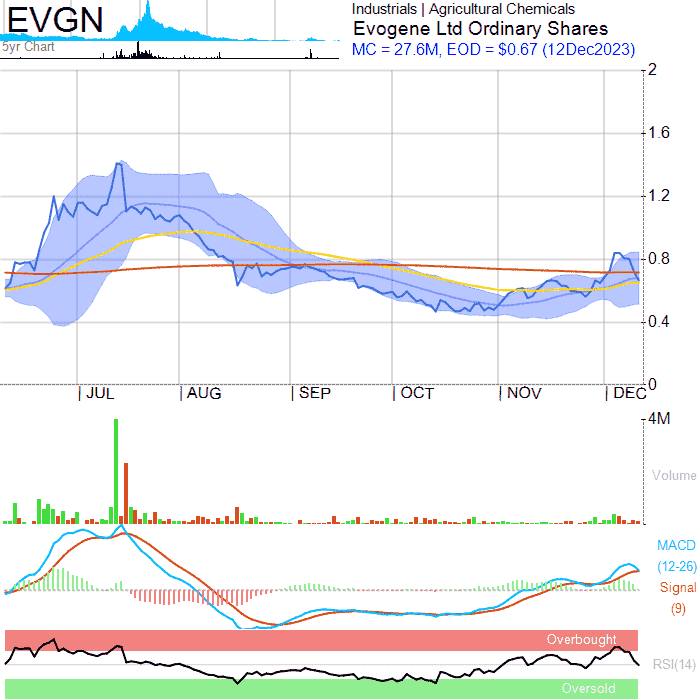 EVGN
5yr Chart
Industrials | Agricultural Chemicals
Evogene Ltd Ordinary Shares
MC = 27.6M, EOD = $0.67 (12Dec2023)
2
1.6
1.2
0.8
0.4
0
JUL AUG SEP OCT NOV DEC
4M
Volume
MACD
(12-26)
Signal
(9)
Overbought
RSI(14)
Oversold